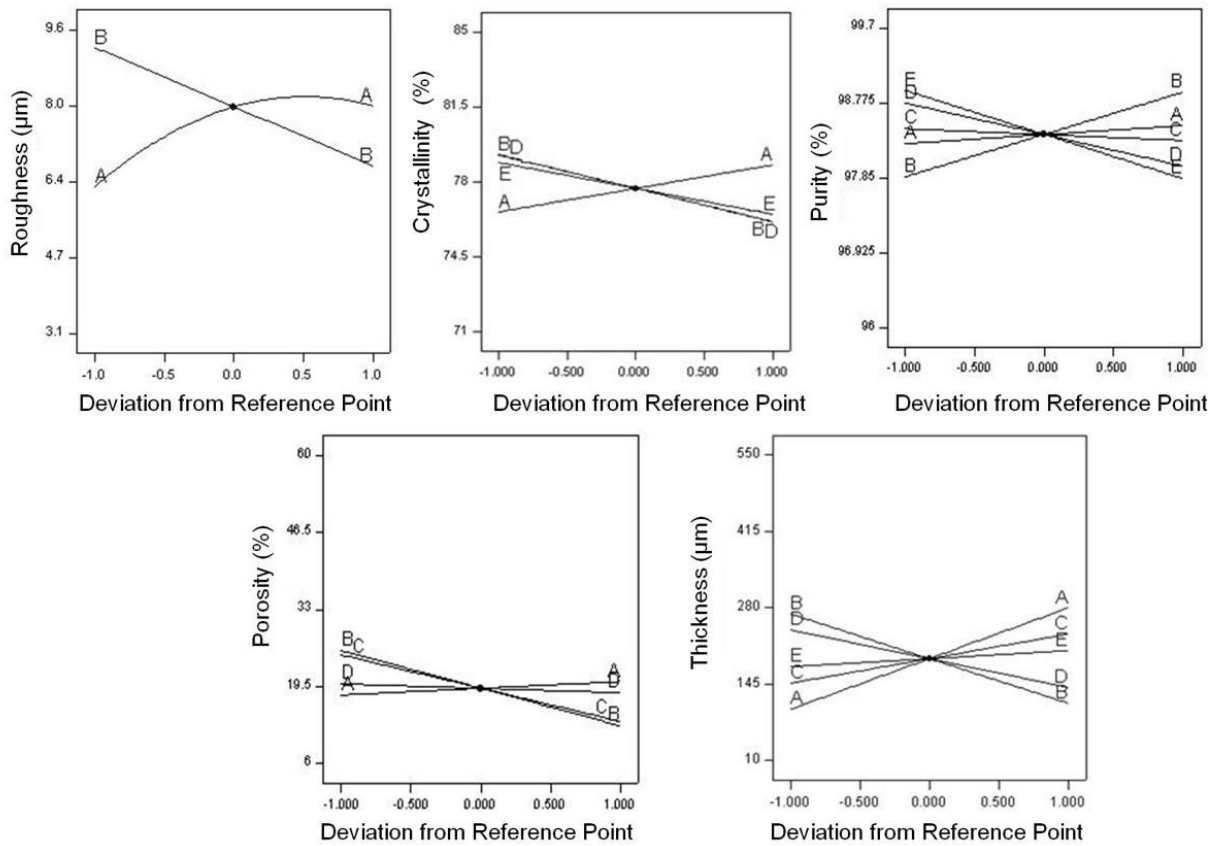 Roughness (µm)
9.6
8.0
6.4
4.7
3.1
B
A
A
B
-1.0
-0.5
0.0
0.5
1.0
Deviation from Reference Point
Crystallinity (%)
85
81.5
78
74.5
71
B D
E
A
A
E
B D
-1.000
-0.500
0.000
0.500
1.000
Deviation from Reference Point
Purity (%)
99.7
98.775
97.85
96.925
96
E
D
C
A
B
B
A
C
D
E
-1.000
-0.500
0.000
0.500
1.000
Deviation from Reference Point
Porosity (%)
60
46.5
33
19.5
6
B C
D
A
A
D
C B
-1.000
-0.500
0.000
0.500
1.000
Deviation from Reference Point
Thickness (µm)
550
415
280
145
10
B
D
E
C
A
A
C
E
D
B
-1.000
-0.500
0.000
0.500
1.000
Deviation from Reference Point